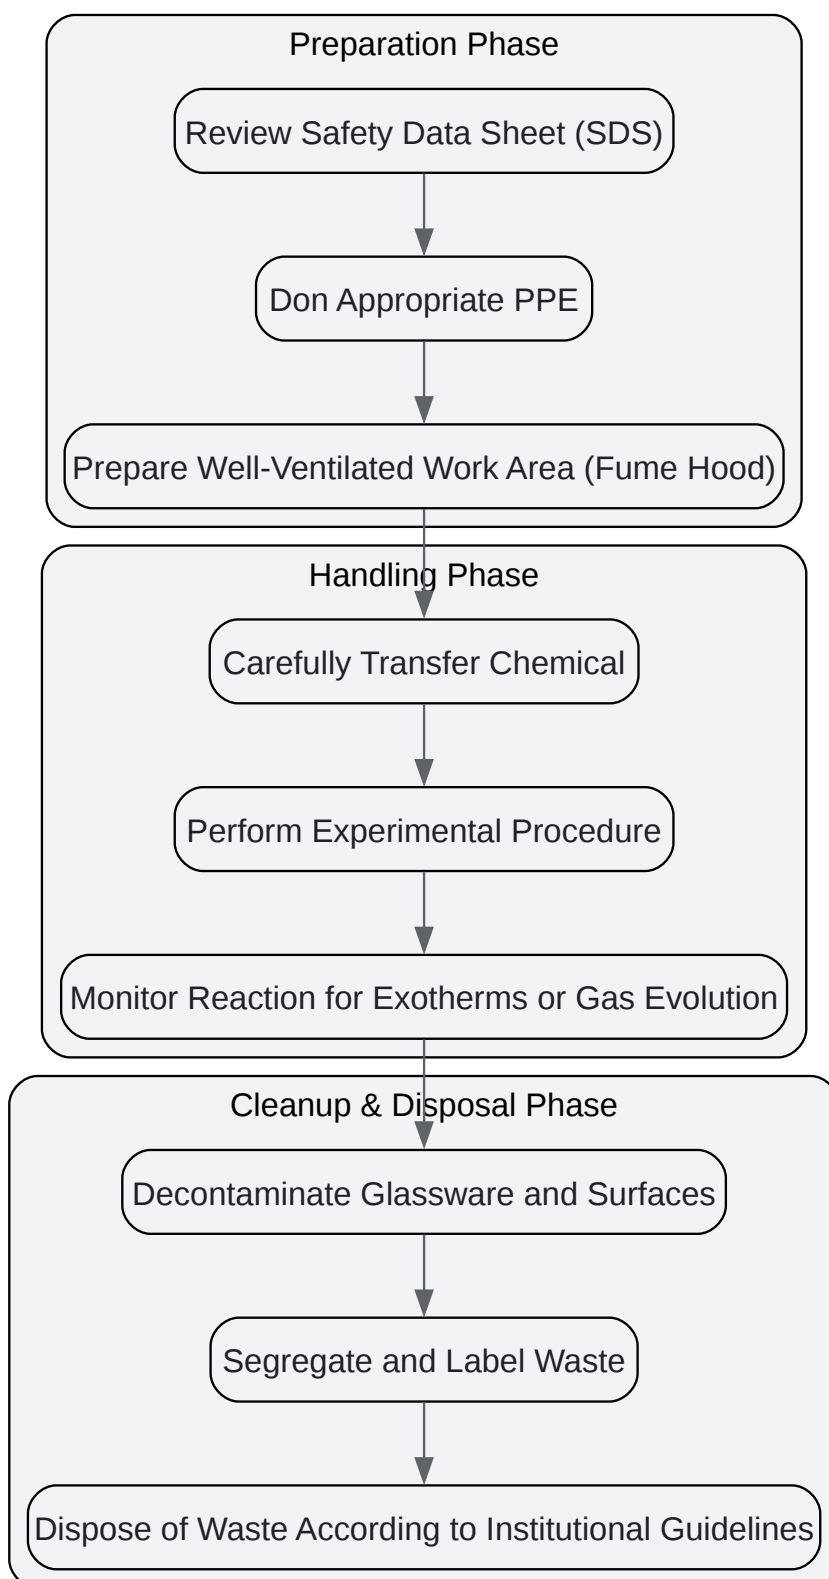 Preparation Phase
Review Safety Data Sheet (SDS)
Don Appropriate PPE
Prepare Well-Ventilated Work Area (Fume Hood)
Handling Phase
Carefully Transfer Chemical
Perform Experimental Procedure
Monitor Reaction for Exotherms or Gas Evolution
Cleanup & Disposal Phase
Decontaminate Glassware and Surfaces
Segregate and Label Waste
Dispose of Waste According to Institutional Guidelines